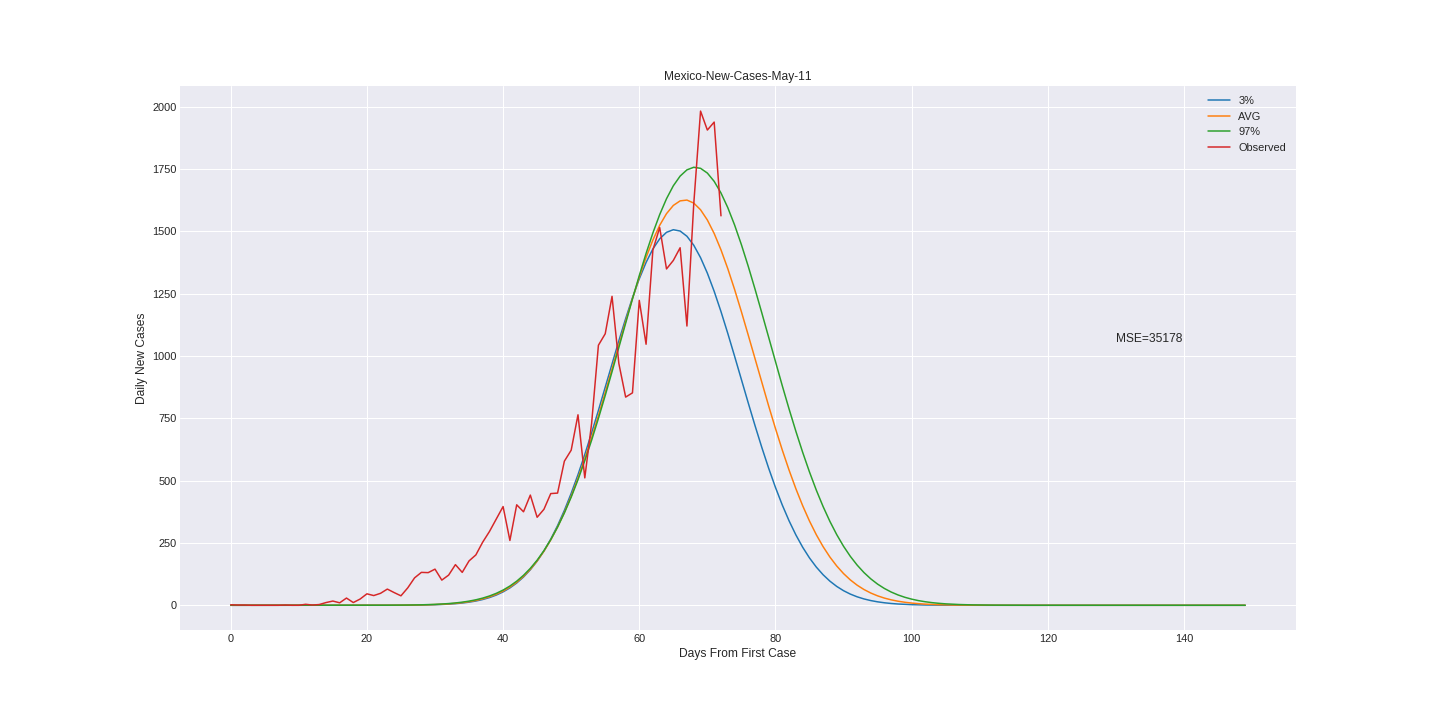 Mexico-New-Cases-May-11
3%
AVG
97%
Observed
2000
1750
1500
1250
1000
750
500
250
0
Daily New Cases
MSE=35178
0 20 40 60 80 100 120 140
Days From First Case